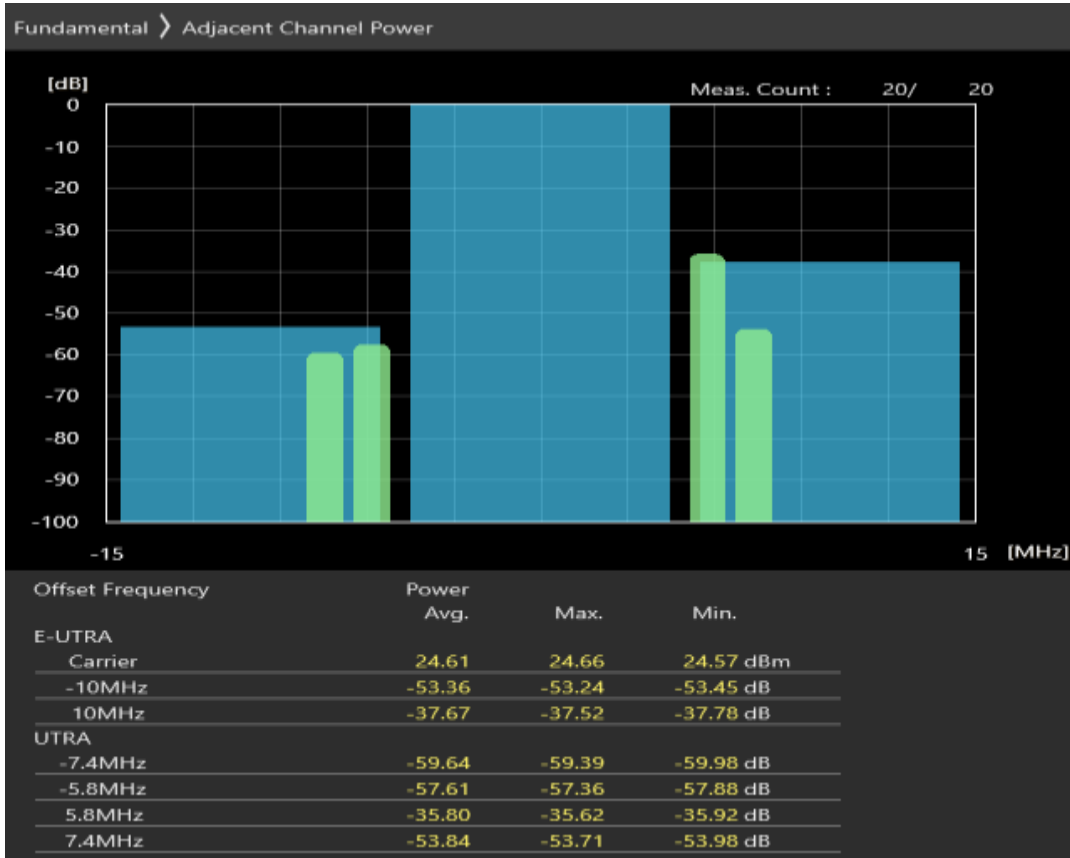 Fundamental 〉 Adjacent Channel Power
[dB]
Meas. Count : 20/ 20
0
-10
-20
-30
-40
-50
-60
-70
-80
-90
-100
-15 15 [MHz]
Offset Frequency Power
Avg. Max. Min.
E-UTRA
Carrier 24.61 24.66 24.57 dBm
-10MHz -53.36 -53.24 -53.45 dB
10MHz -37.67 -37.52 -37.78 dB
UTRA
-7.4MHz -59.64 -59.39 -59.98 dB
-5.8MHz -57.61 -57.36 -57.88 dB
5.8MHz -35.80 -35.62 -35.92 dB
7.4MHz -53.84 -53.71 -53.98 dB